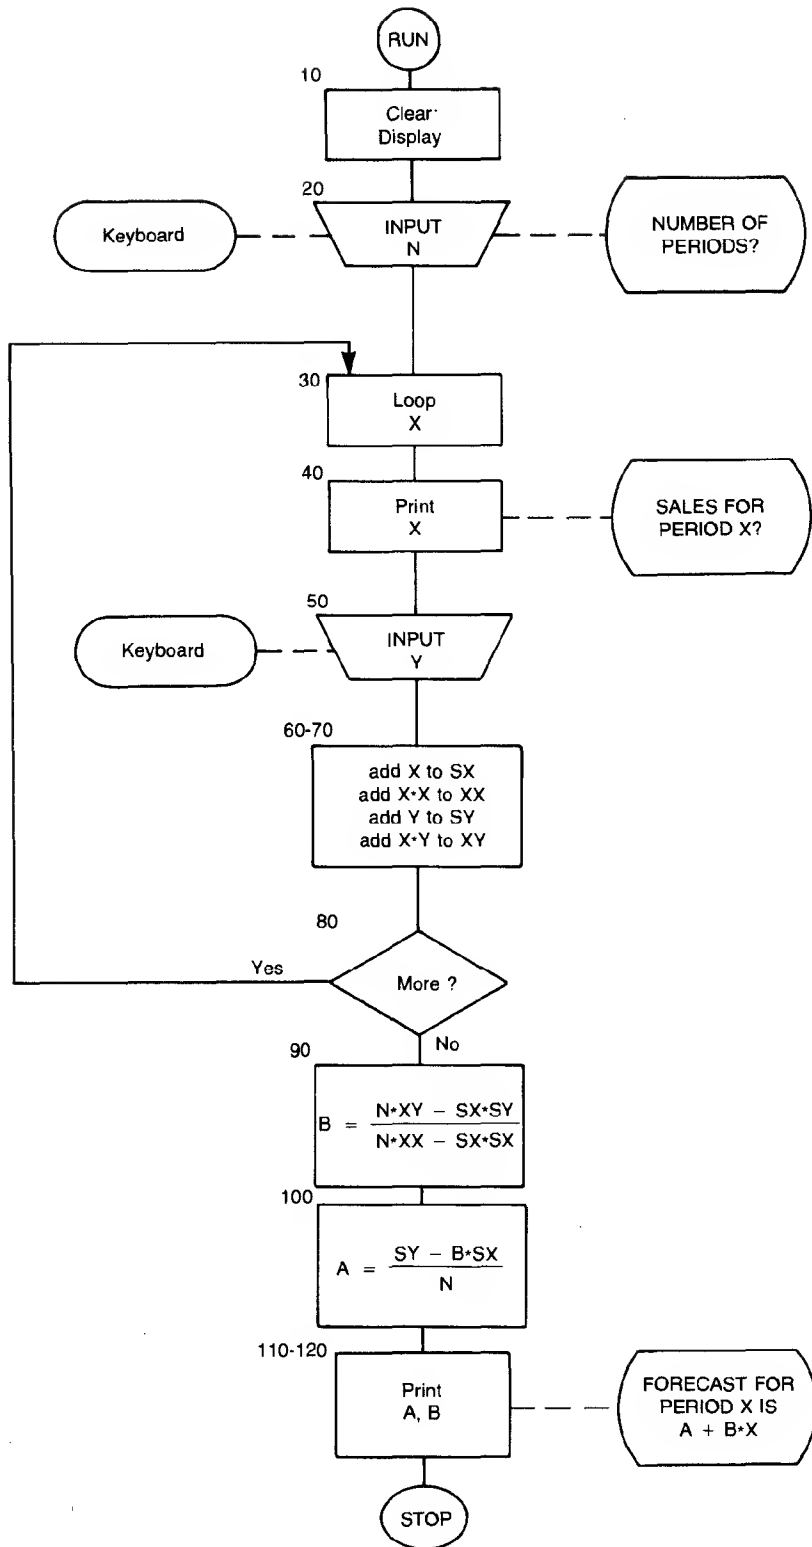 RUN
10
Clear
Display
20
Keyboard
INPUT
N
NUMBER OF
PERIODS?
30
Loop
X
40
Print
X
SALES FOR
PERIOD X?
50
Keyboard
INPUT
Y
60-70
add X to SX
add X*X to XX
add Y to SY
add X*Y to XY
80
Yes
More ?
No
90
B = N*XY – SX*SY
N*XX – SX*SX
100
A = SY – B*SX
N
110-120
Print
A, B
FORECAST FOR
PERIOD X IS
A + B*X
STOP